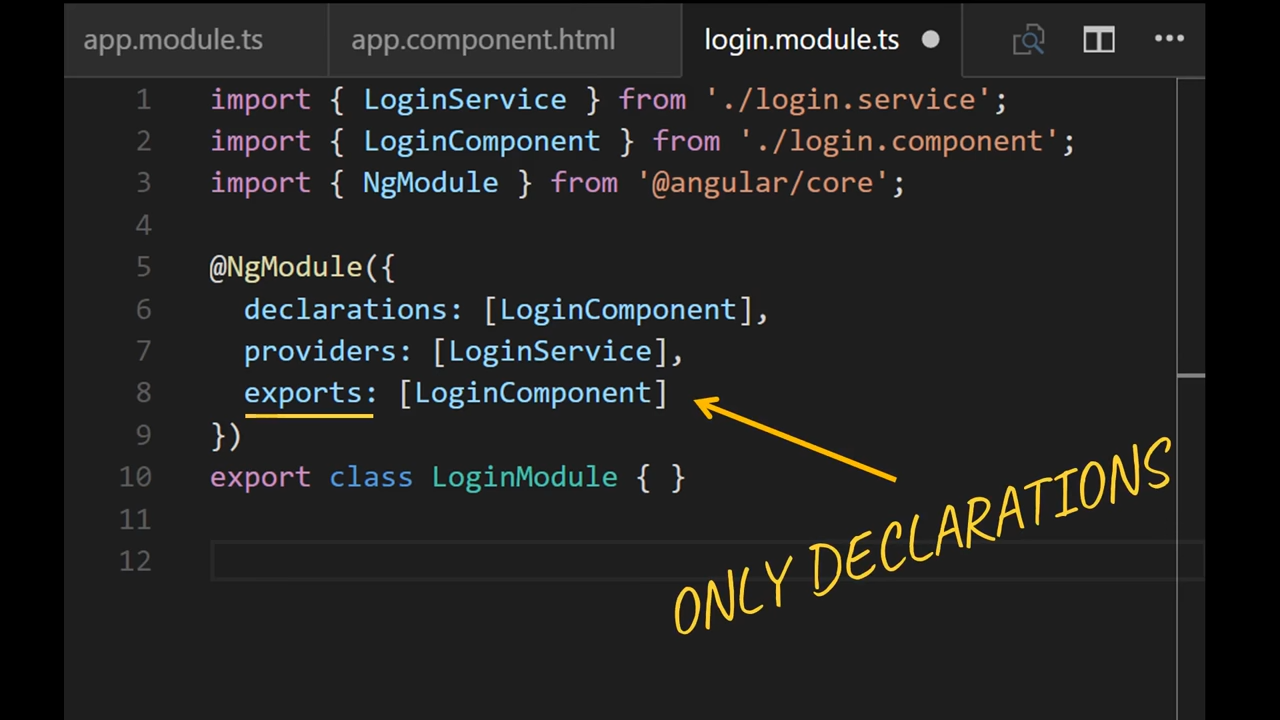 app.module.ts app.component.html login.module.ts
1 import { LoginService } from './login.service';
2 import { LoginComponent } from './login.component';
3 import { NgModule } from '@angular/core';
4
5 @NgModule({
6 declarations: [LoginComponent],
7 providers: [LoginService],
8 exports: [LoginComponent]
9 })
10 export class LoginModule { }
11
12
ONLY DECLARATIONS